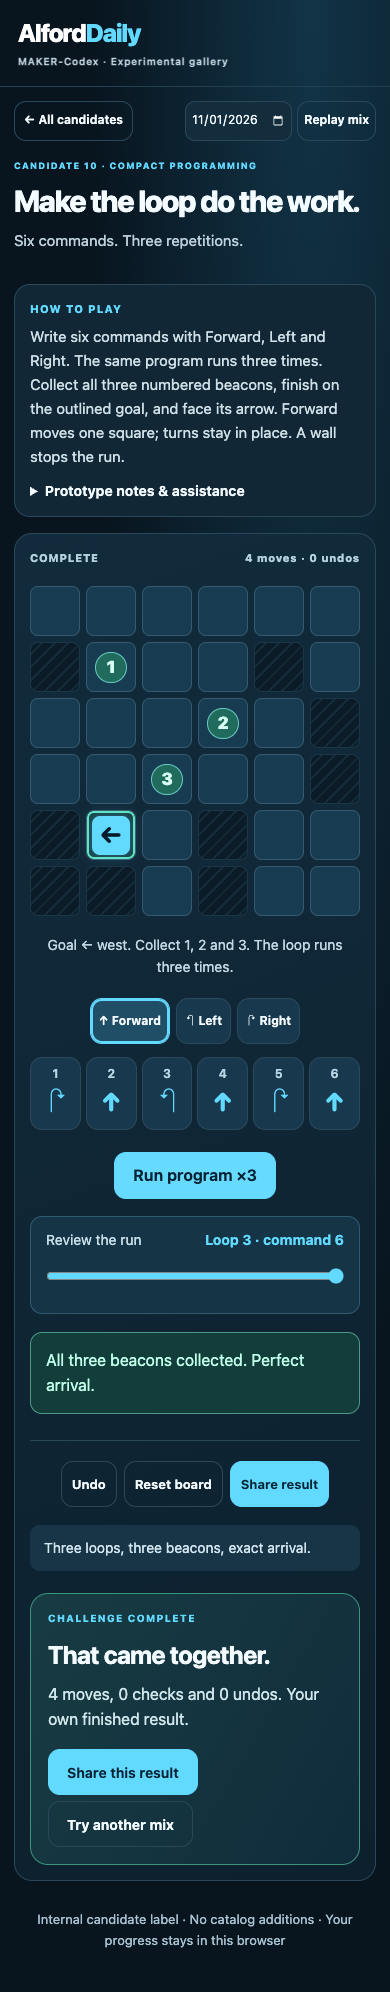 AlfordDaily
MAKER-Codex · Experimental gallery
← All candidates
11/01/2026
Replay mix
CANDIDATE 10 · COMPACT PROGRAMMING
Make the loop do the work.
Six commands. Three repetitions.
HOW TO PLAY
Write six commands with Forward, Left and
Right. The same program runs three times.
Collect all three numbered beacons, finish on
the outlined goal, and face its arrow. Forward
moves one square; turns stay in place. A wall
stops the run.
▶ Prototype notes & assistance
COMPLETE
4 moves · 0 undos
1
2
3
←
Goal ← west. Collect 1, 2 and 3. The loop runs
three times.
↑ Forward
↰ Left
↱ Right
1 2 3 4 5 6
↱ ↑ ↰ ↑ ↱ ↑
Run program ×3
Review the run
Loop 3 · command 6
All three beacons collected. Perfect
arrival.
Undo
Reset board
Share result
Three loops, three beacons, exact arrival.
CHALLENGE COMPLETE
That came together.
4 moves, 0 checks and 0 undos. Your
own finished result.
Share this result
Try another mix
Internal candidate label · No catalog additions · Your
progress stays in this browser